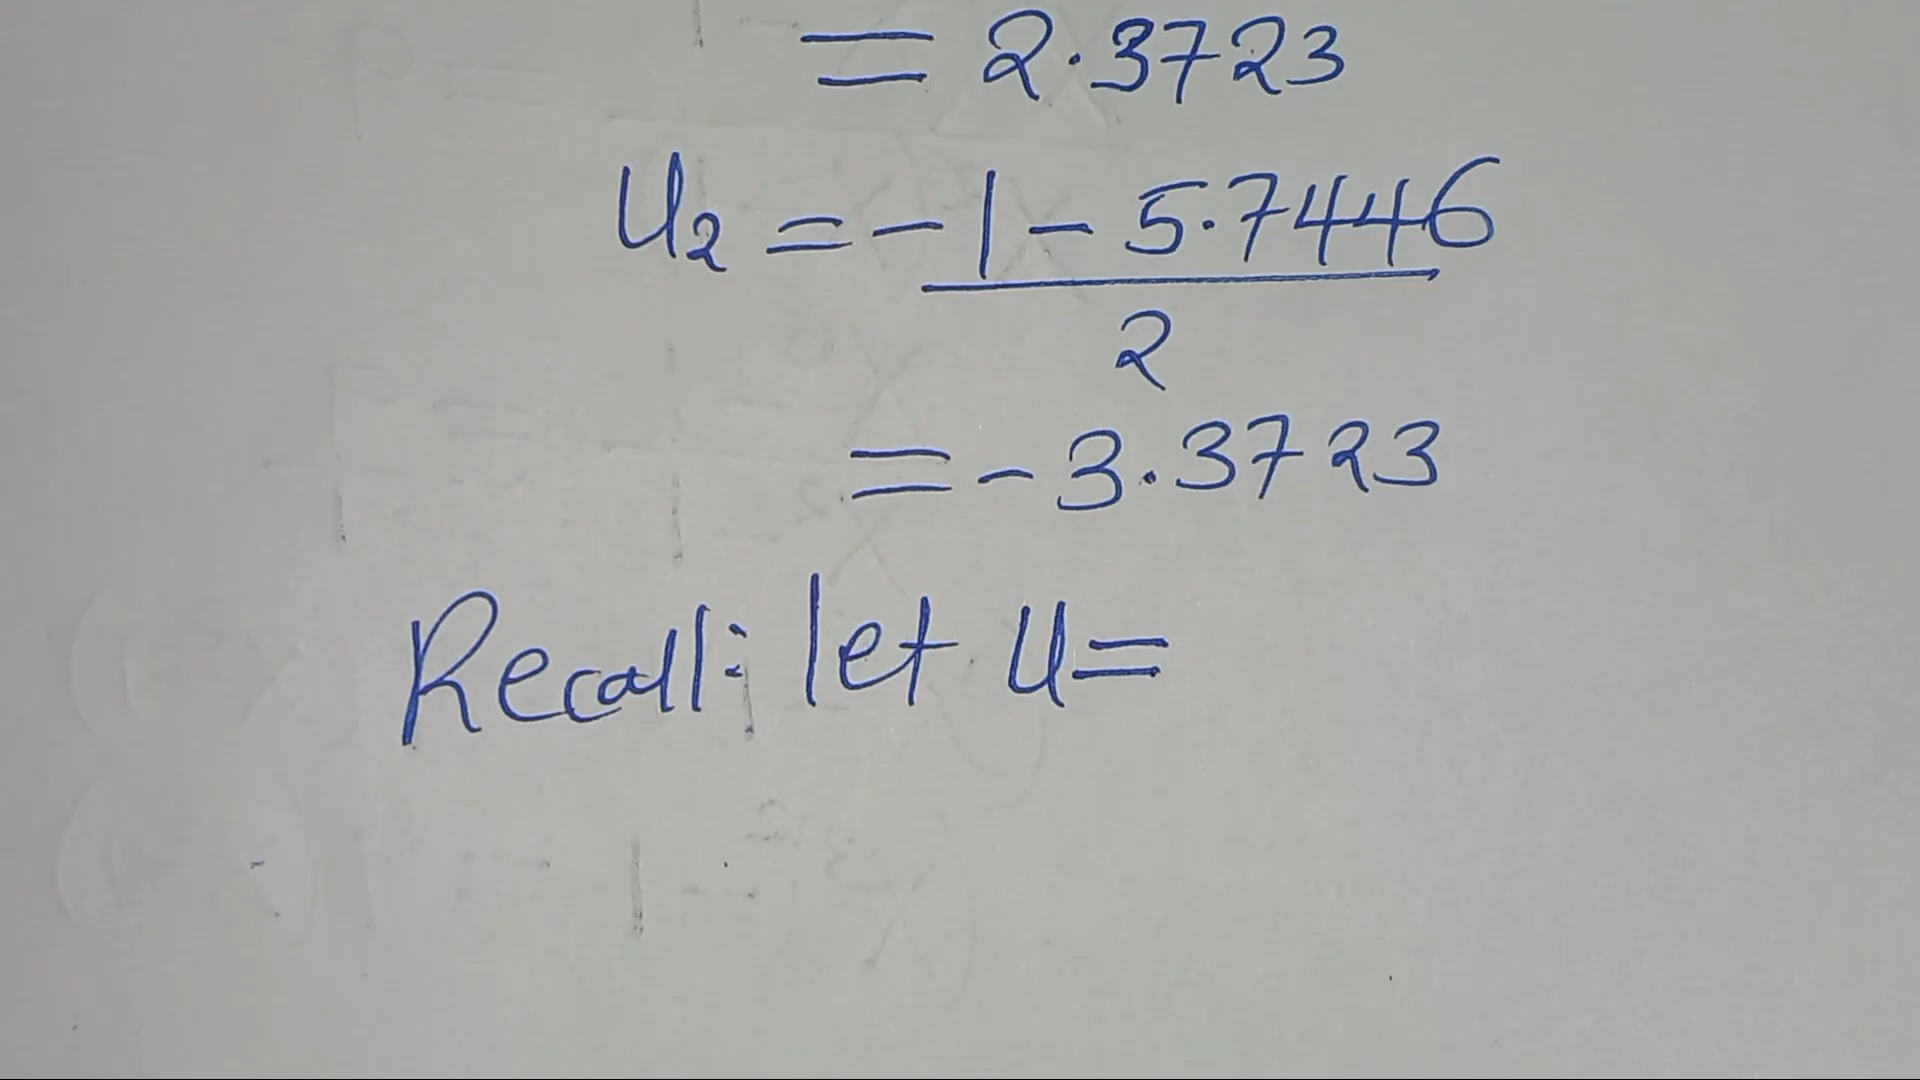 = 2.3723
U2 = -1 - 5.7446
2
= -3.3723
Recall: let U=